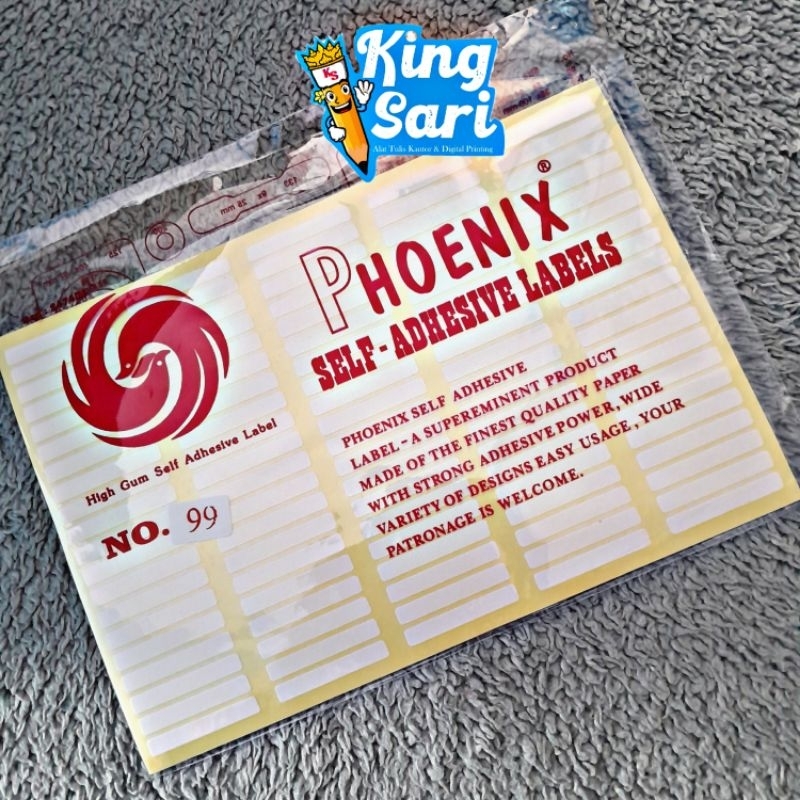 King
Sari
Alat Tulis Kantor & Digital Printing
KS
PHOENIX®
SELF-ADHESIVE LABELS
PHOENIX SELF ADHESIVE
LABEL - A SUPEREMINENT PRODUCT
MADE OF THE FINEST QUALITY PAPER
WITH STRONG ADHESIVE POWER, WIDE
VARIETY OF DESIGNS EASY USAGE, YOUR
PATRONAGE IS WELCOME.
High Gum Self Adhesive Label
NO. 99